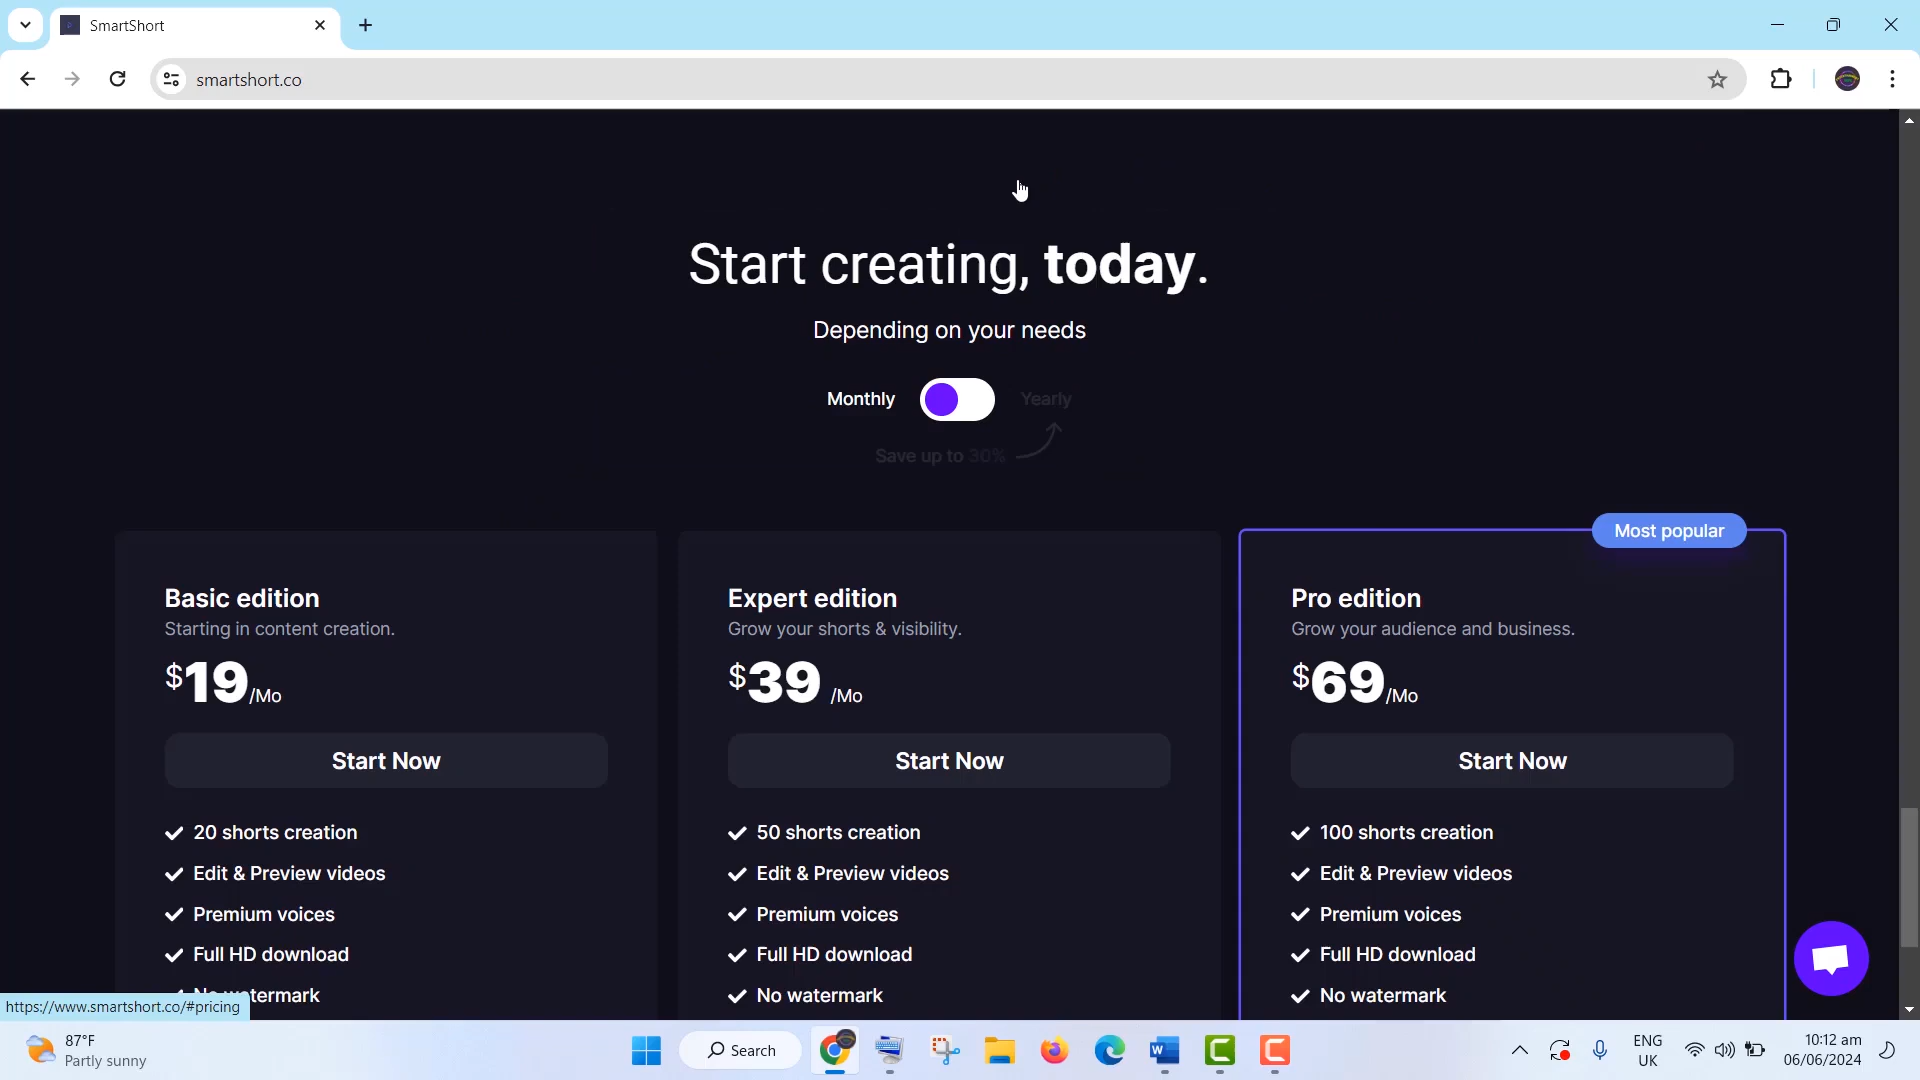 SmartShort
smartshort.co
Start creating, today.
Depending on your needs
Monthly
Yearly
Save up to 30%
Most popular
Basic edition
Starting in content creation.
$19/Mo
Start Now
20 shorts creation
Edit & Preview videos
Premium voices
Full HD download
Expert edition
Grow your shorts & visibility.
$39 /Mo
Start Now
50 shorts creation
Edit & Preview videos
Premium voices
Full HD download
No watermark
Pro edition
Grow your audience and business.
$69/Mo
Start Now
100 shorts creation
Edit & Preview videos
Premium voices
Full HD download
No watermark
https://www.smartshort.co/#pricing
87°F
Partly sunny
Search
ENG
UK
10:12 am
06/06/2024